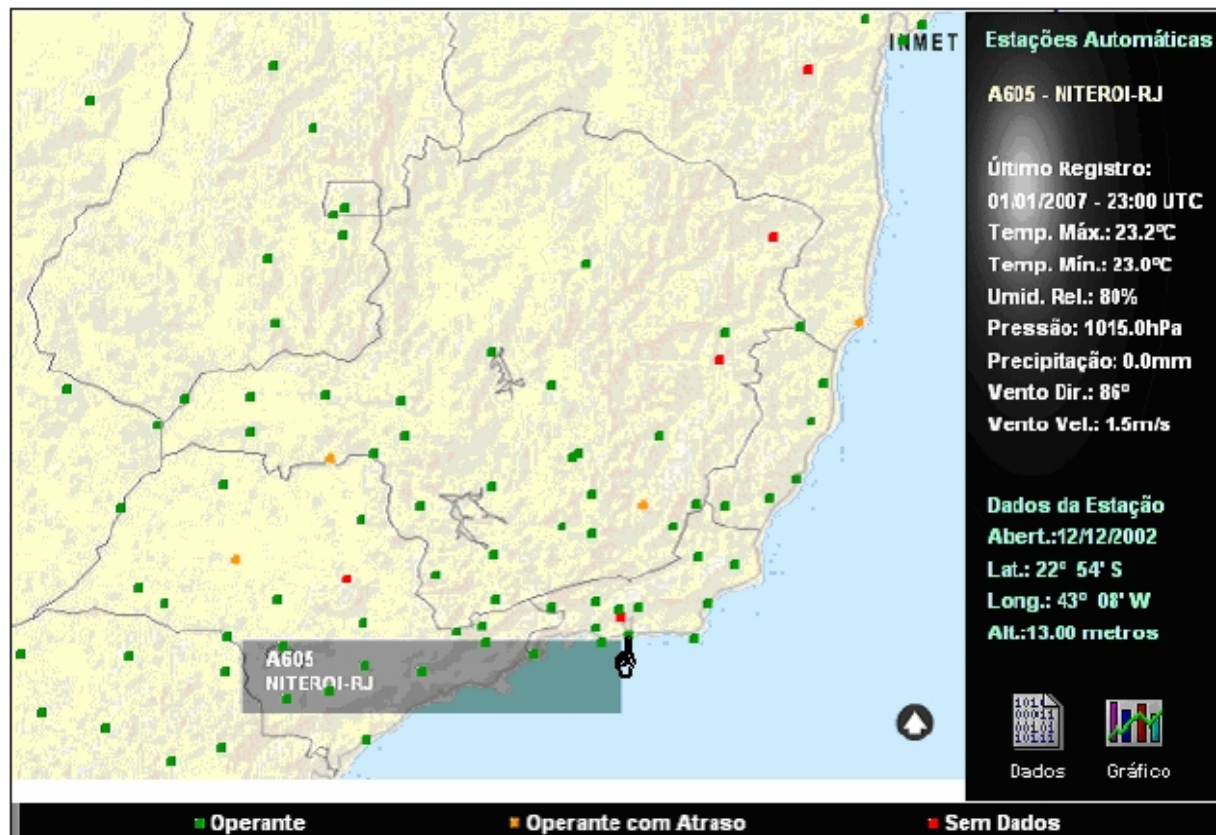 INMET
A605
NITEROI-RJ
Estações Automáticas
A605 - NITEROI-RJ
Último Registro:
01/01/2007 - 23:00 UTC
Temp. Máx.: 23.2ºC
Temp. Mín.: 23.0ºC
Umid. Rel.: 80%
Pressão: 1015.0hPa
Precipitação: 0.0mm
Vento Dir.: 86º
Vento Vel.: 1.5m/s
Dados da Estação
Abert.:12/12/2002
Lat.: 22º 54' S
Long.: 43º 08' W
Alt.:13.00 metros
Dados
Gráfico
Operante
Operante com Atraso
Sem Dados